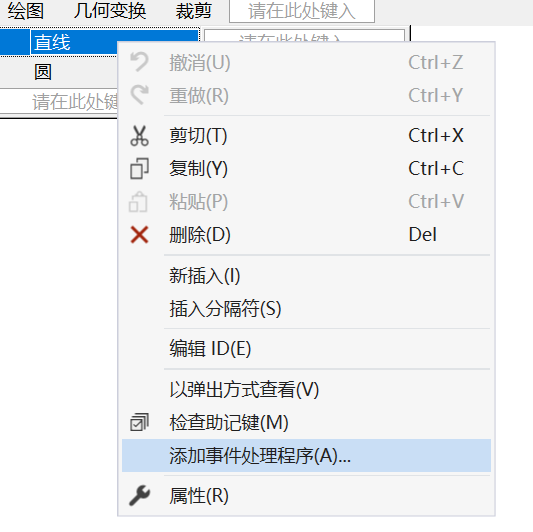 绘图 几何变换 裁剪 请在此处键入
直线 请在此处键入
圆
请在此处键
撤消(U) Ctrl+Z
重做(R) Ctrl+Y
剪切(T) Ctrl+X
复制(Y) Ctrl+C
粘贴(P) Ctrl+V
删除(D) Del
新插入(I)
插入分隔符(S)
编辑 ID(E)
以弹出方式查看(V)
检查助记键(M)
添加事件处理程序(A)...
属性(R)